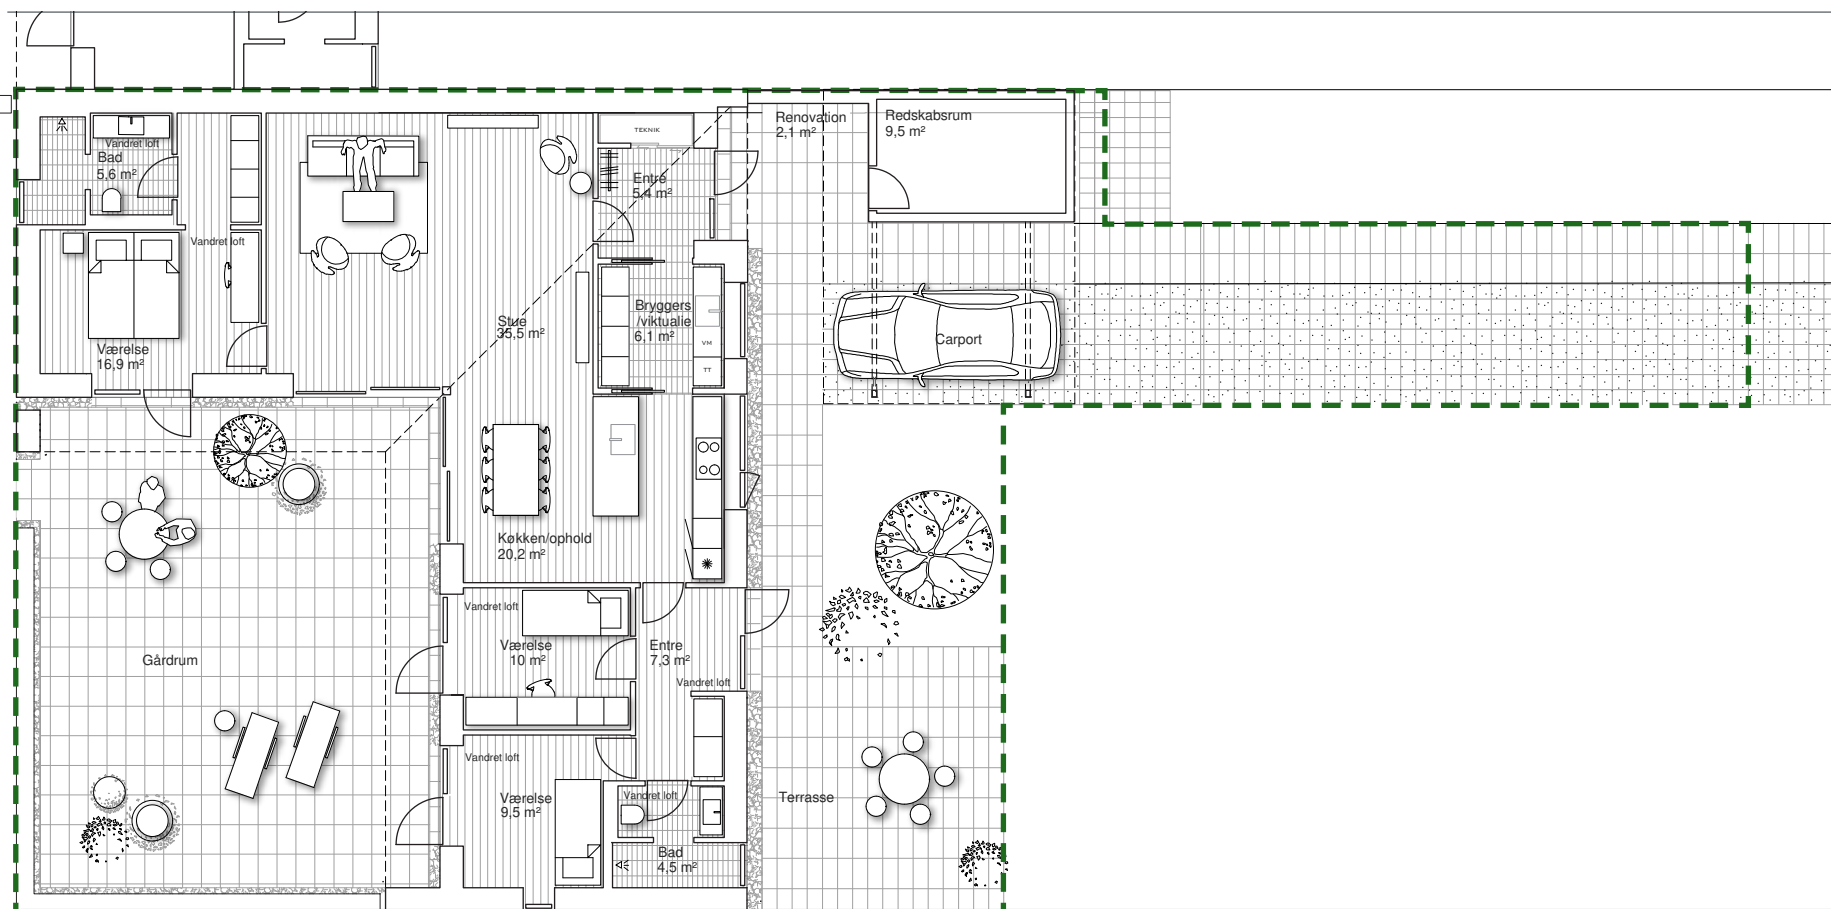 Vandret loft
Bad
5,6 m²
TEKNIK
Entré
5,4 m²
Renovation
2,1 m²
Redskabsrum
9,5 m²
Vandret loft
Værelse
16,9 m²
Stue
35,5 m²
Bryggers
/viktualie
6,1 m²
VM
TT
Carport
Køkken/ophold
20,2 m²
Vandret loft
Værelse
10 m²
Entre
7,3 m²
Vandret loft
Gårdrum
Vandret loft
Værelse
9,5 m²
Vandret loft
Bad
4,5 m²
Terrasse